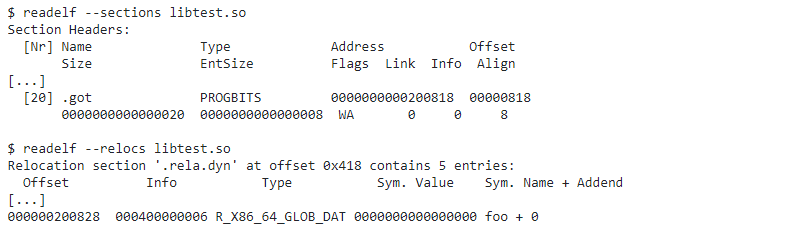 $ readelf --sections libtest.so
Section Headers:
  [Nr] Name              Type             Address           Offset
       Size              EntSize          Flags  Link  Info  Align
[...]
  [20] .got              PROGBITS         0000000000200818  00000818
       0000000000000020  0000000000000008  WA       0     0     8

$ readelf --relocs libtest.so
Relocation section '.rela.dyn' at offset 0x418 contains 5 entries:
  Offset          Info           Type           Sym. Value    Sym. Name + Addend
[...]
000000200828  000400000006 R_X86_64_GLOB_DAT 0000000000000000 foo + 0